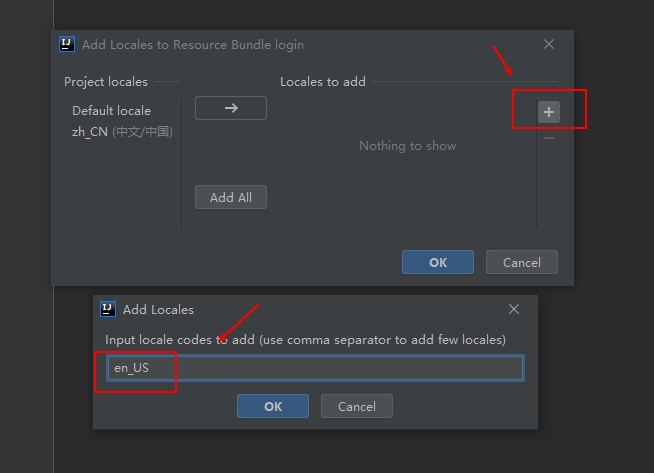 Add Locales to Resource Bundle login
Project locales
Locales to add
Default locale
zh_CN (中文/中国)
Nothing to show
Add All
OK
Cancel
Add Locales
Input locale codes to add (use comma separator to add few locales)
en_US
OK
Cancel